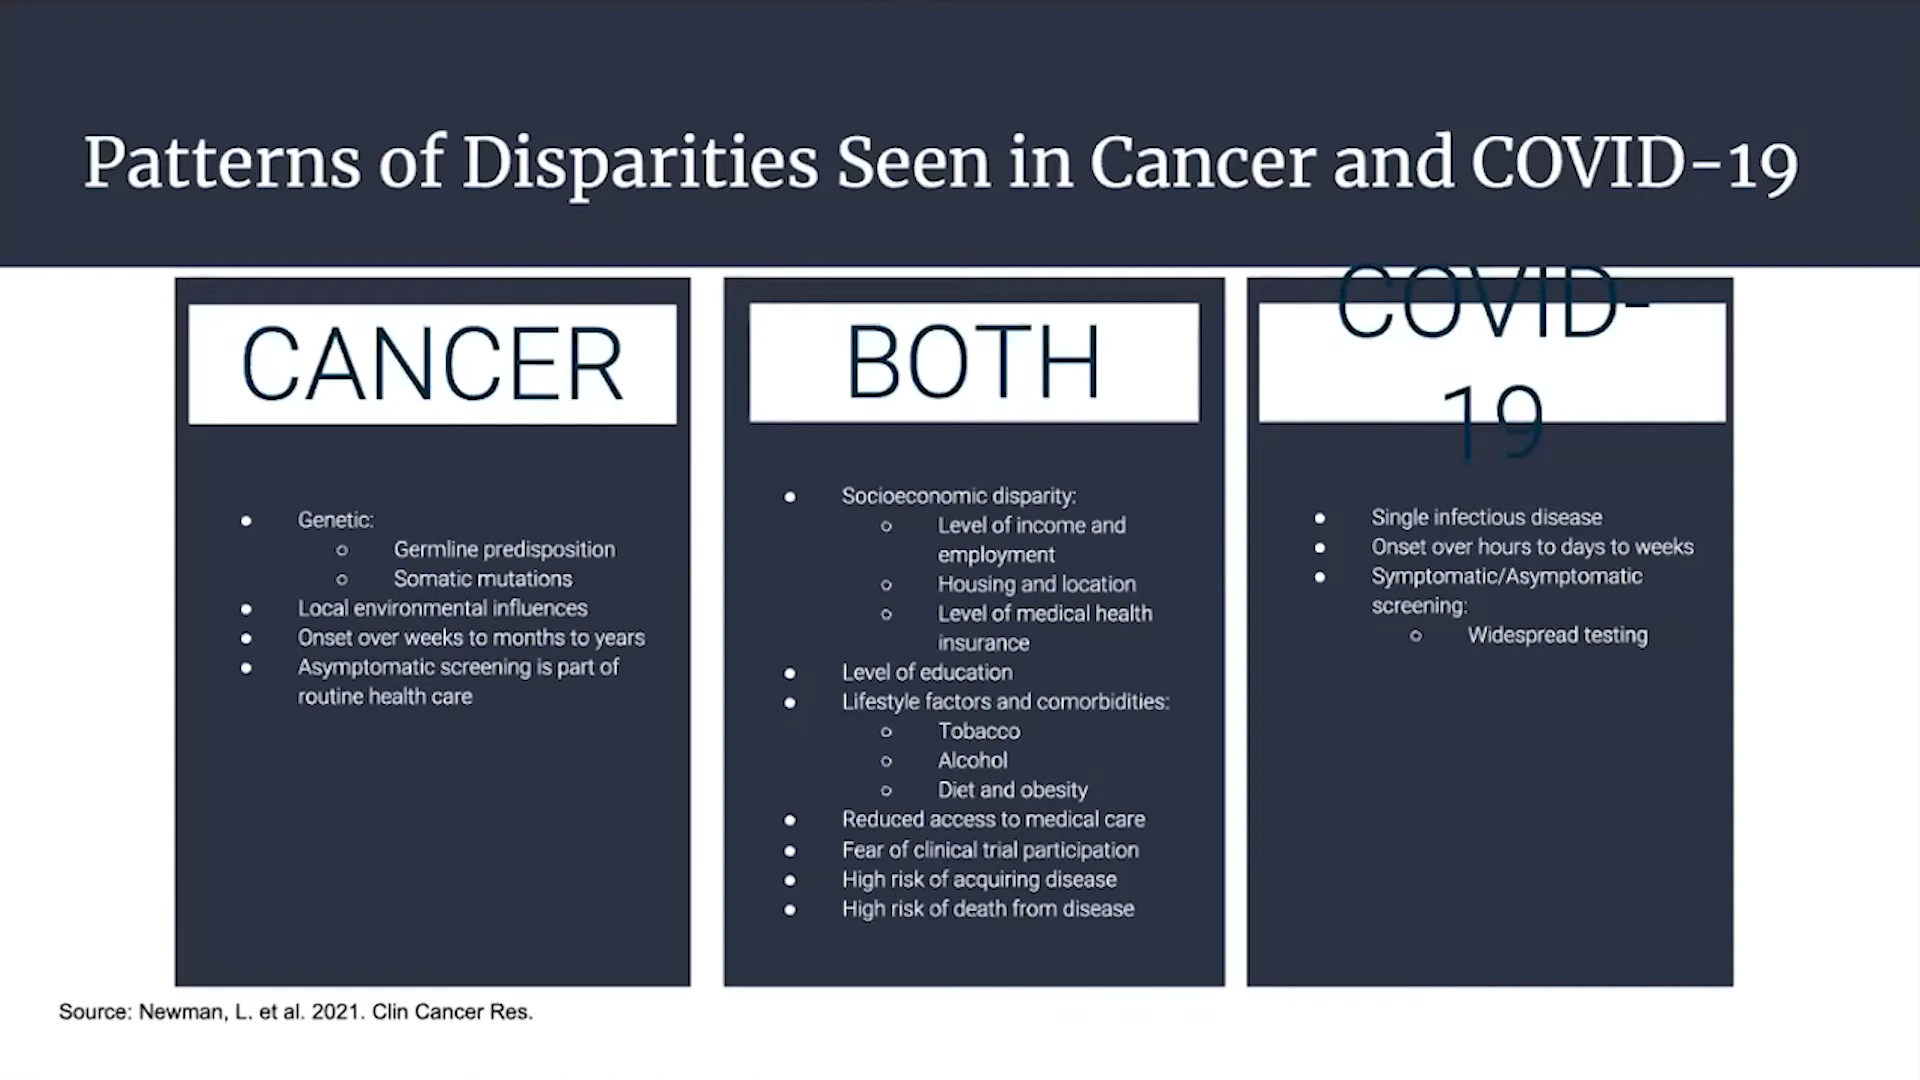 Patterns of Disparities Seen in Cancer and COVID-19
CANCER
● Genetic:
○ Germline predisposition
○ Somatic mutations
● Local environmental influences
● Onset over weeks to months to years
● Asymptomatic screening is part of
routine health care
BOTH
● Socioeconomic disparity:
○ Level of income and
employment
○ Housing and location
○ Level of medical health
insurance
● Level of education
● Lifestyle factors and comorbidities:
○ Tobacco
○ Alcohol
○ Diet and obesity
● Reduced access to medical care
● Fear of clinical trial participation
● High risk of acquiring disease
● High risk of death from disease
COVID-
19
● Single infectious disease
● Onset over hours to days to weeks
● Symptomatic/Asymptomatic
screening:
○ Widespread testing
Source: Newman, L. et al. 2021. Clin Cancer Res.